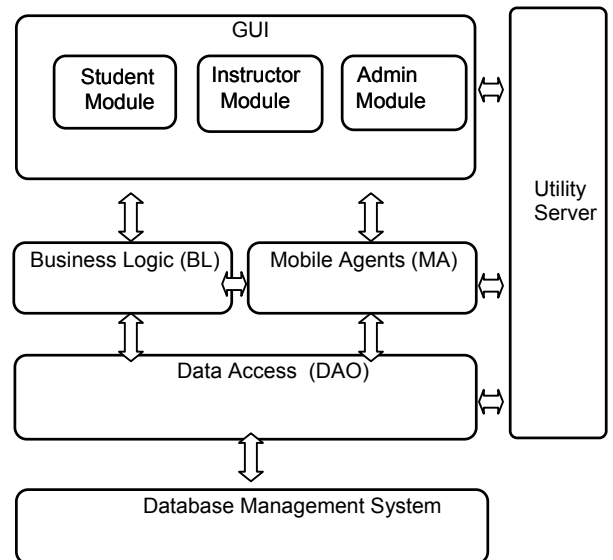 GUI
Student
Module
Instructor
Module
Admin
Module
Utility
Server
Business Logic (BL)
Mobile Agents (MA)
Data Access (DAO)
Database Management System